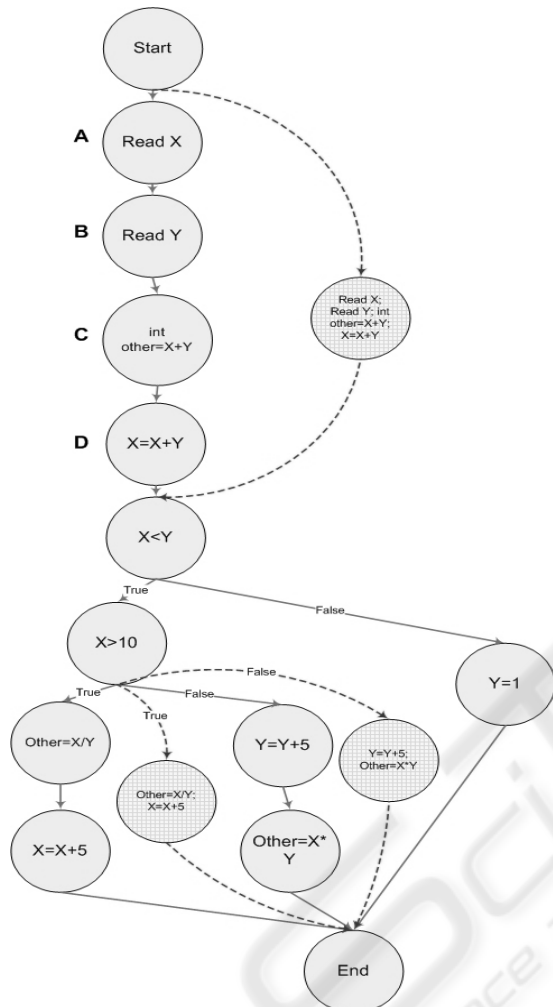 Start
A
Read X
B
Read Y
C
int
other=X+Y
Read X;
Read Y; int
other=X+Y;
X=X+Y
D
X=X+Y
X<Y
True
False
X>10
Y=1
True
True
False
False
Other=X/Y
Other=X/Y;
X=X+5
Y=Y+5
Y=Y+5;
Other=X*Y
X=X+5
Other=X*
Y
End